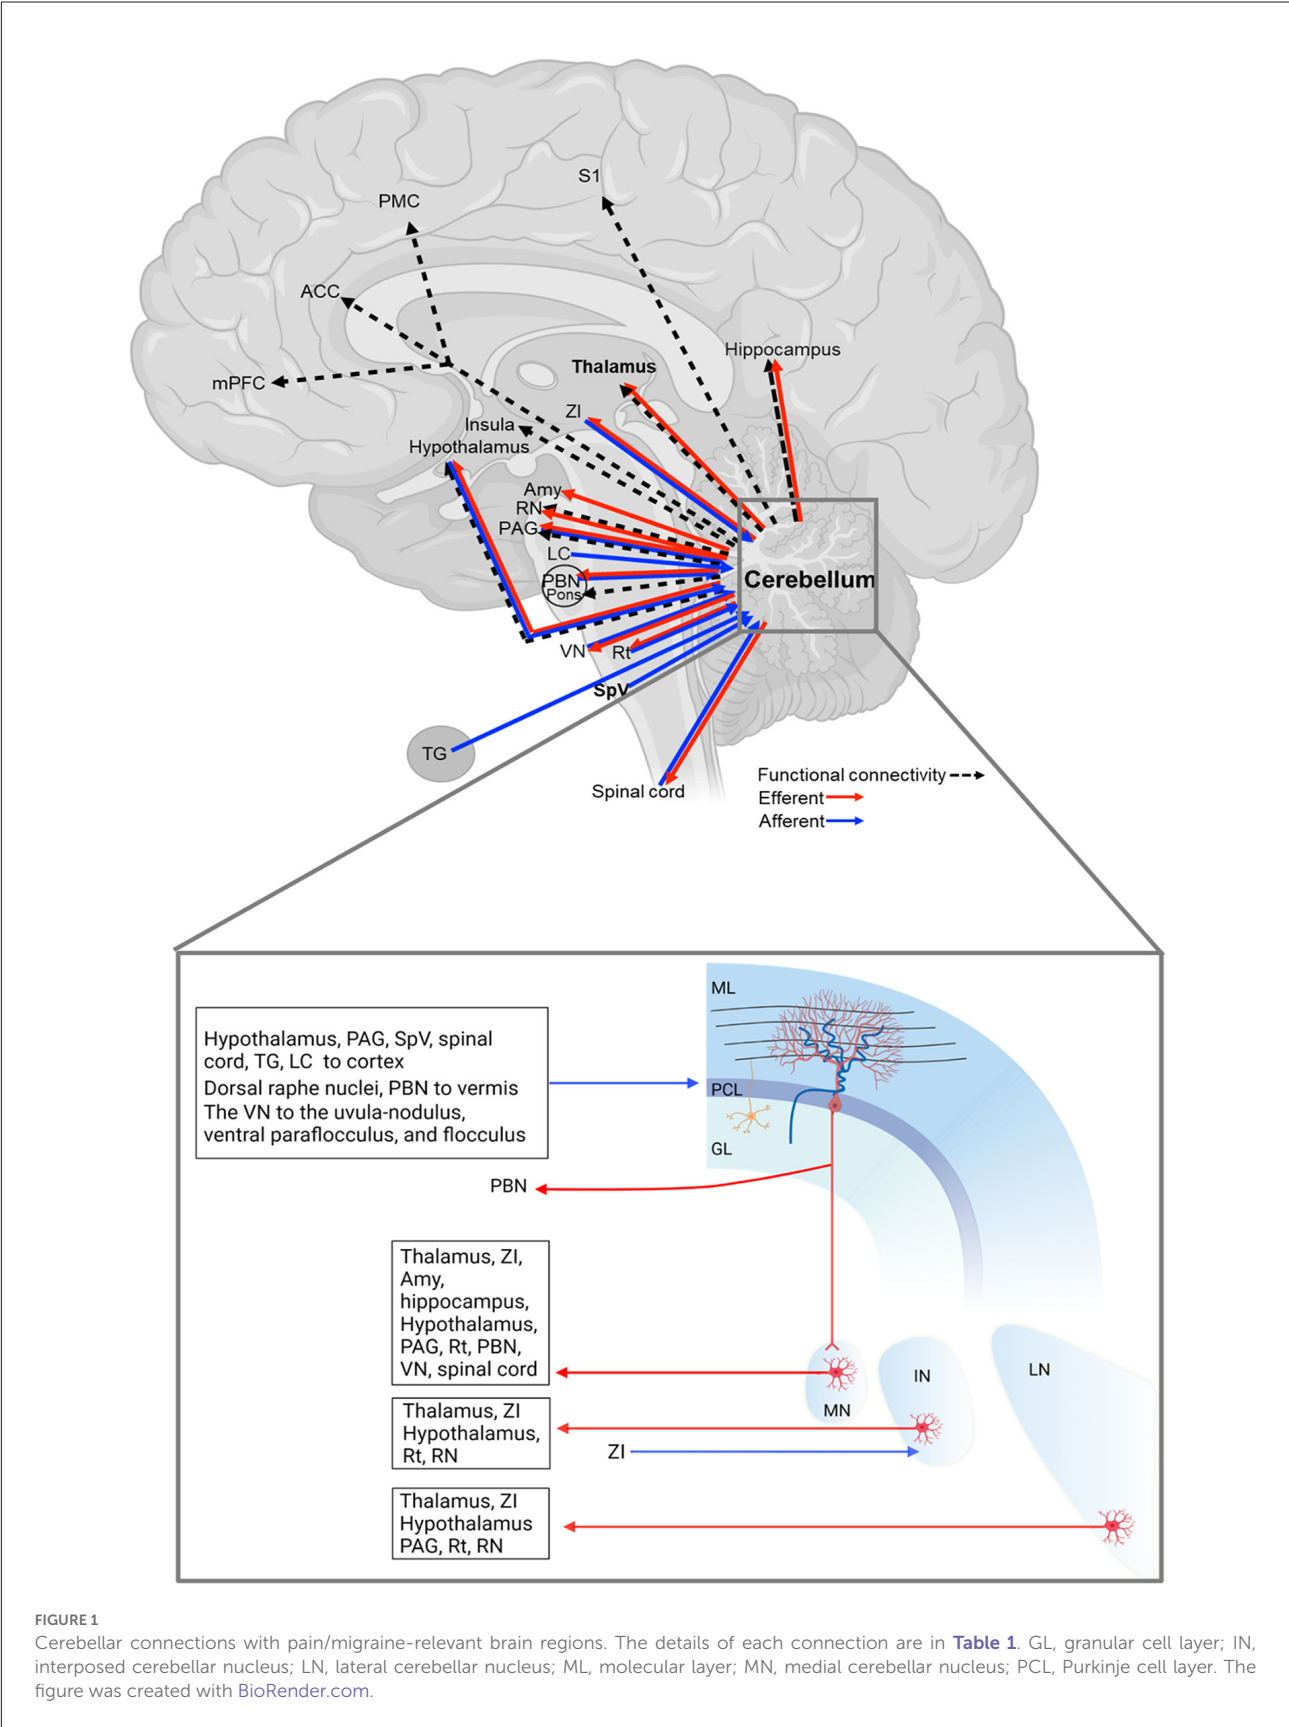 S1
PMC
ACC
Hippocampus
Thalamus
mPFC
ZI
Insula
Hypothalamus
Amy
RN
PAG
LC
PBN
Pons
Cerebellum
VN
Rt
SpV
TG
Spinal cord
Functional connectivity
Efferent
Afferent
ML
Hypothalamus, PAG, SpV, spinal
cord, TG, LC to cortex
Dorsal raphe nuclei, PBN to vermis
The VN to the uvula-nodulus,
ventral paraflocculus, and flocculus
PCL
GL
PBN
Thalamus, ZI,
Amy,
hippocampus,
Hypothalamus,
PAG, Rt, PBN,
VN, spinal cord
MN
IN
LN
Thalamus, ZI
Hypothalamus,
Rt, RN
ZI
Thalamus, ZI
Hypothalamus
PAG, Rt, RN
FIGURE 1
Cerebellar connections with pain/migraine-relevant brain regions. The details of each connection are in Table 1. GL, granular cell layer; IN,
interposed cerebellar nucleus; LN, lateral cerebellar nucleus; ML, molecular layer; MN, medial cerebellar nucleus; PCL, Purkinje cell layer. The
figure was created with BioRender.com.